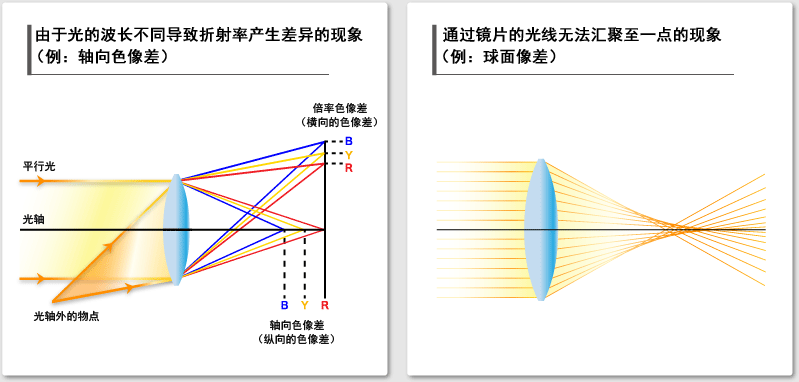 由于光的波长不同导致折射率产生差异的现象
（例：轴向色像差）
倍率色像差
（横向的色像差）
B
Y
R
平行光
光轴
光轴外的物点
B Y R
轴向色像差
（纵向的色像差）
通过镜片的光线无法汇聚至一点的现象
（例：球面像差）